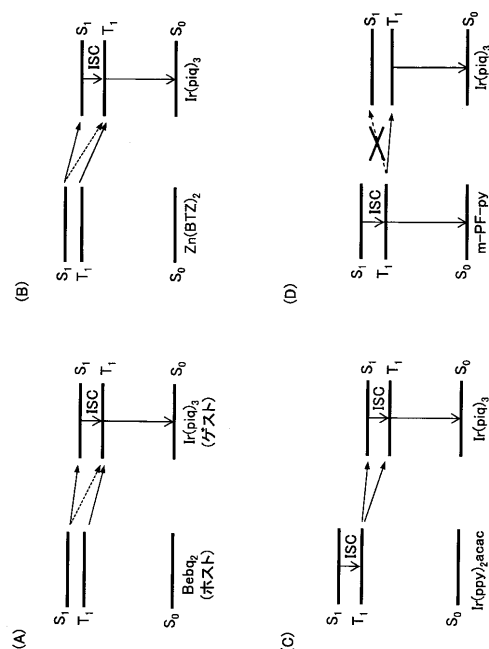 (A)
S1
T1
S0
Bebq2
(ホスト)
S1
ISC
T1
S0
Ir(piq)3
(ゲスト)
(B)
S1
T1
S0
Zn(BTZ)2
S1
ISC
T1
S0
Ir(piq)3
(C)
S1
ISC
T1
Ir(ppy)2acac
S1
ISC
T1
S0
Ir(piq)3
(D)
S1
ISC
T1
S0
m-PF-py
S1
T1
S0
Ir(piq)3